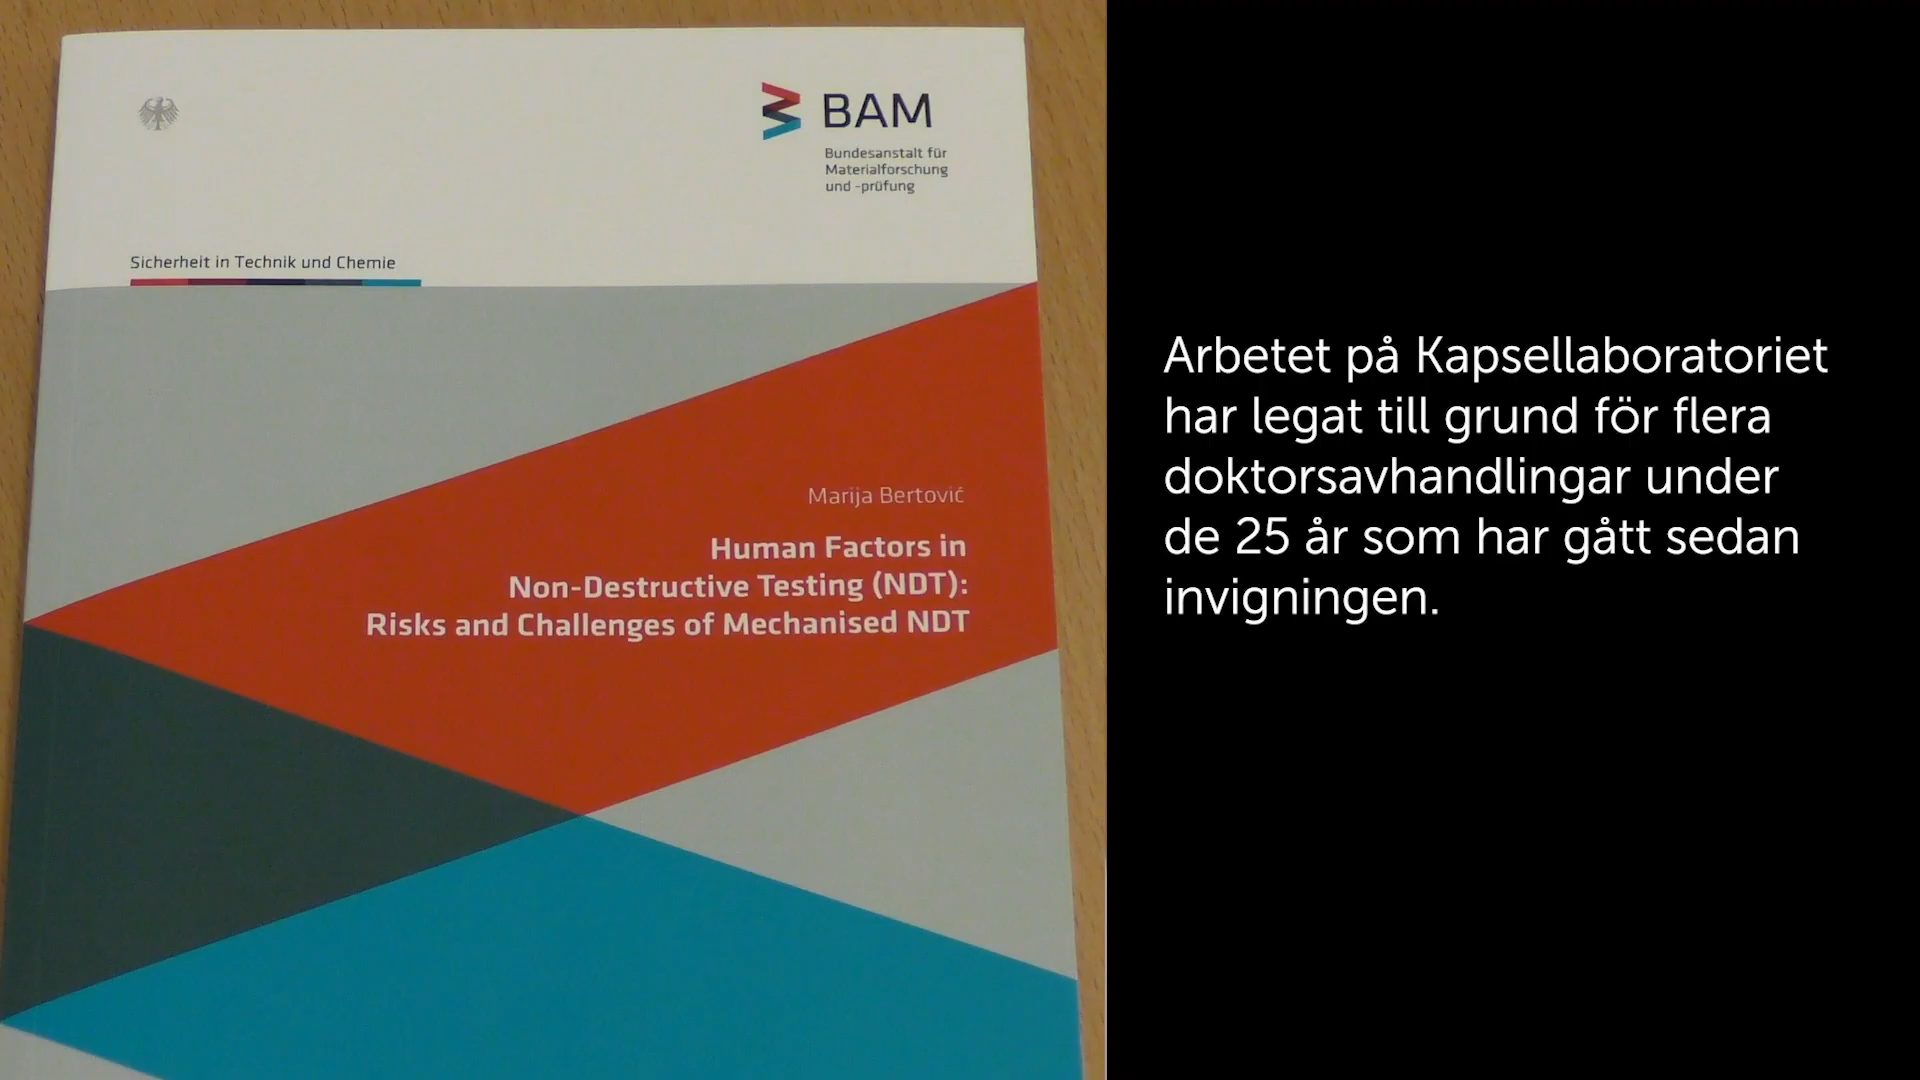 BAM
Bundesanstalt für
Materialforschung
und -prüfung
Sicherheit in Technik und Chemie
Marija Bertović
Human Factors in
Non-Destructive Testing (NDT):
Risks and Challenges of Mechanised NDT
Arbetet på Kapsellaboratoriet
har legat till grund för flera
doktorsavhandlingar under
de 25 år som har gått sedan
invigningen.